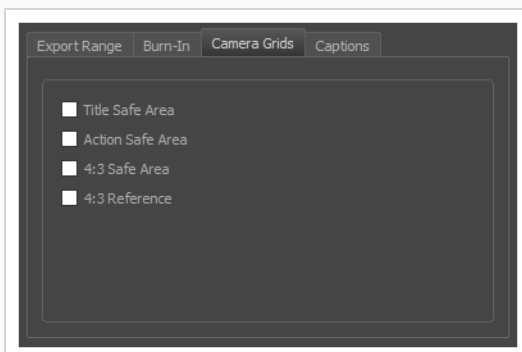 Export Range Burn-In Camera Grids Captions
Title Safe Area
Action Safe Area
4:3 Safe Area
4:3 Reference